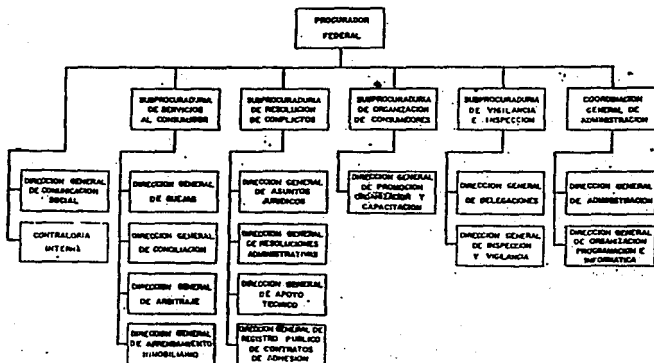 PROCURADOR
FEDERAL
SUBPROCURADURIA
DE SERVICIOS
AL CONSUMIDOR
SUBPROCURADURIA
DE RESOLUCION
DE CONFLICTOS
SUBPROCURADURIA
DE ORGANIZACION
DE CONSUMIDORES
SUBPROCURADURIA
DE VIGILANCIA
E INSPECCION
COORDINACION
GENERAL DE
ADMINISTRACION
DIRECCION GENERAL
DE COMUNICACION
SOCIAL
CONTRALORIA
INTERNA
DIRECCION GENERAL
DE QUEJAS
DIRECCION GENERAL
DE CONCILIACION
DIRECCION GENERAL
DE ARBITRAJE
DIRECCION GENERAL
DE ARRENDAMIENTO
INMOBILIARIO
DIRECCION GENERAL
DE ASUNTOS
JURIDICOS
DIRECCION GENERAL
DE RESOLUCIONES
ADMINISTRATIVAS
DIRECCION GENERAL
DE APOYO
TECNICO
DIRECCION GENERAL DE
REGISTRO PUBLICO
DE CONTRATOS
DE ADHESION
DIRECCION GENERAL
DE PROMOCION
ORGANIZACION Y
CAPACITACION
DIRECCION GENERAL
DE DELEGACIONES
DIRECCION GENERAL
DE INSPECCION
Y VIGILANCIA
DIRECCION GENERAL
DE ADMINISTRACION
DIRECCION GENERAL
DE ORGANIZACION
PROGRAMACION E
INFORMATICA